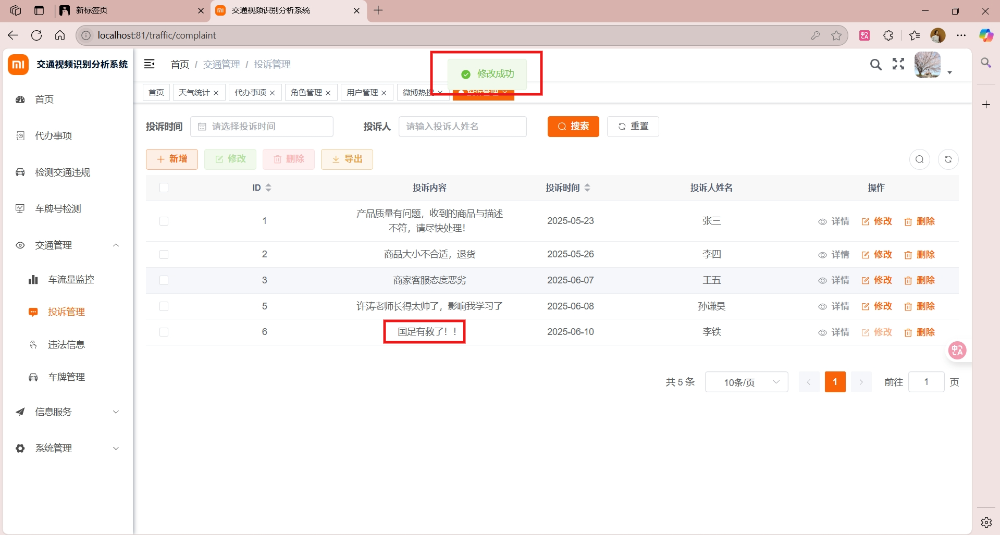 新标签页
交通视频识别分析系统
localhost:81/traffic/complaint
交通视频识别分析系统
首页 / 交通管理 / 投诉管理
修改成功
首页
天气统计
代办事项
角色管理
用户管理
微博热搜
投诉管理
首页
代办事项
检测交通违规
车牌号检测
交通管理
车流量监控
投诉管理
违法信息
车牌管理
信息服务
系统管理
投诉时间 请选择投诉时间 投诉人 请输入投诉人姓名 搜索 重置
新增 修改 删除 导出
ID 投诉内容 投诉时间 投诉人姓名 操作
1 产品质量有问题，收到的商品与描述 2025-05-23 张三 详情 修改 删除
不符，请尽快处理！
2 商品大小不合适，退货 2025-05-26 李四 详情 修改 删除
3 商家客服态度恶劣 2025-06-07 王五 详情 修改 删除
5 许涛老师长得太帅了，影响我学习了 2025-06-08 孙谦昊 详情 修改 删除
6 国足有救了！！ 2025-06-10 李铁 详情 修改 删除
共 5 条 10条/页 1 前往 1 页